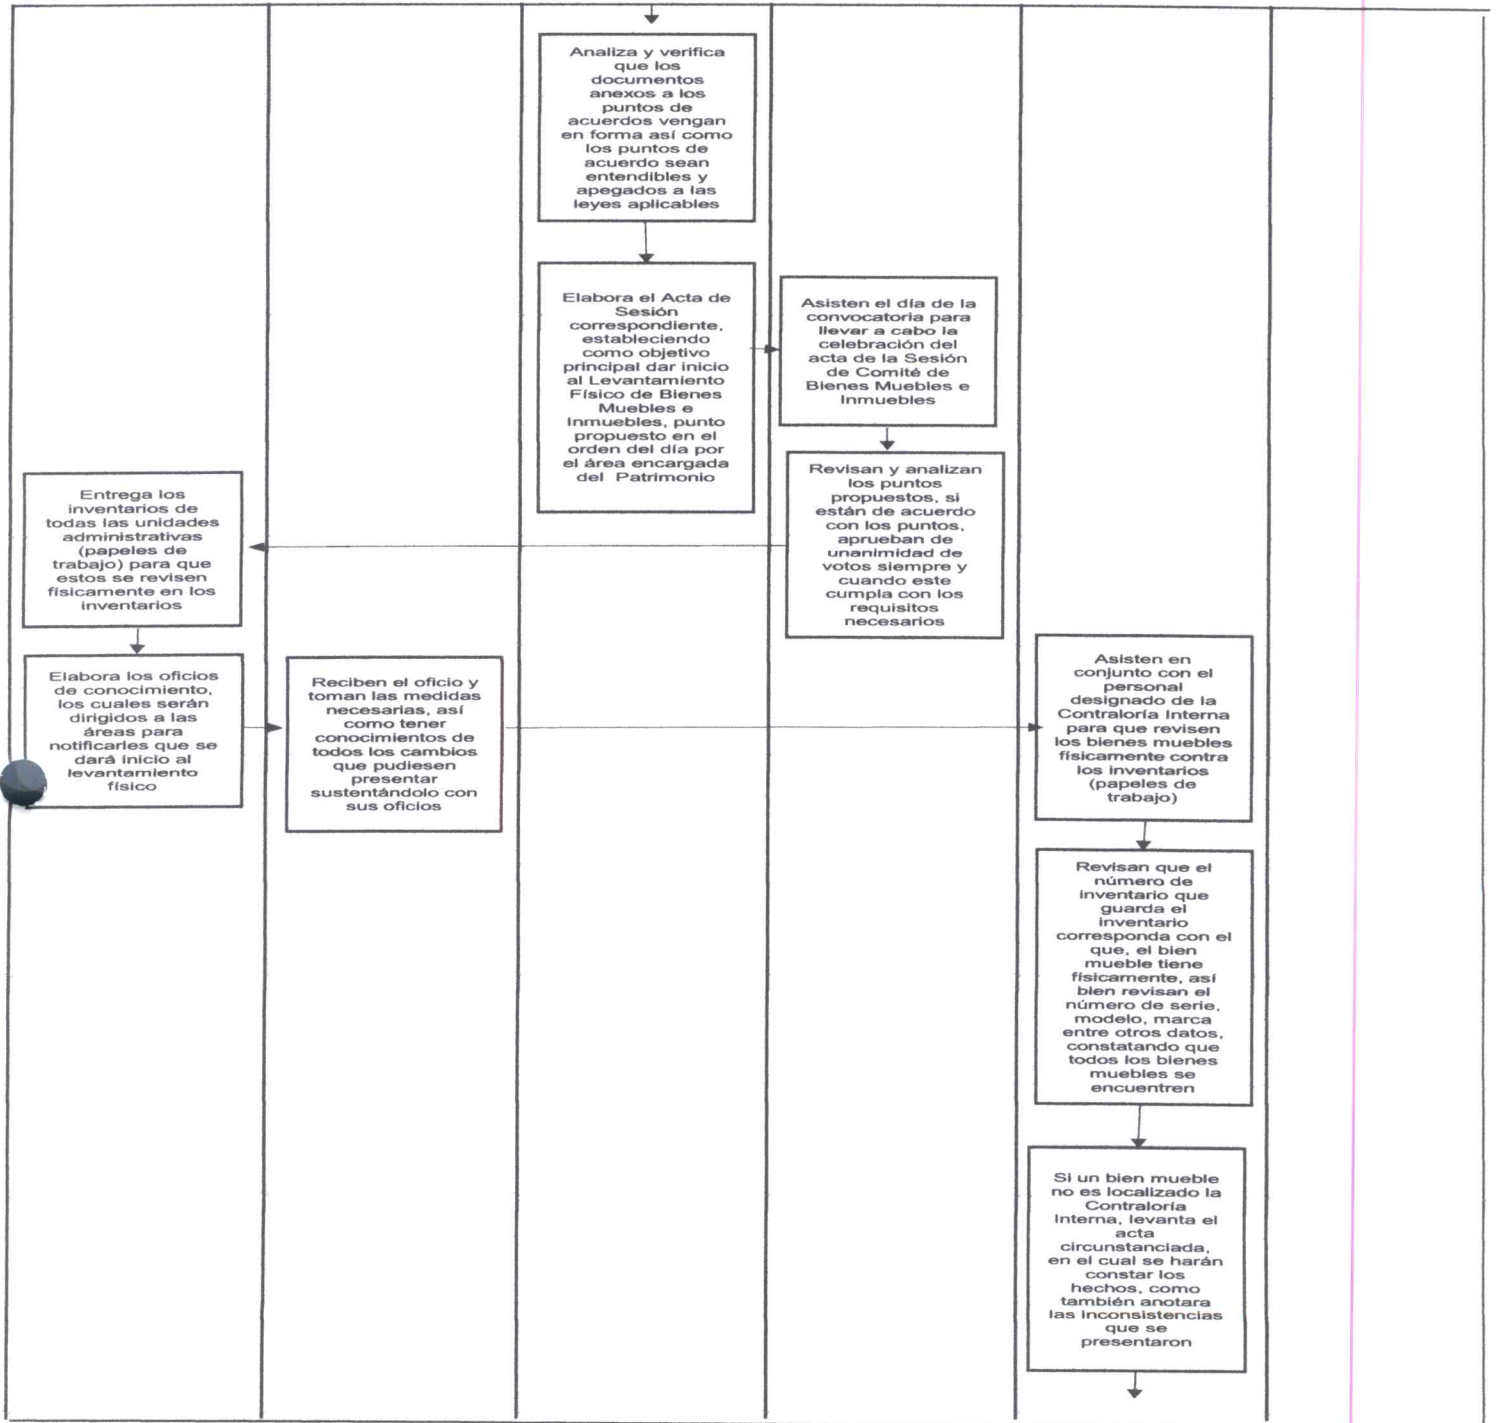 Analiza y verifica
que los
documentos
anexos a los
puntos de
acuerdos vengan
en forma así como
los puntos de
acuerdo sean
entendibles y
apegados a las
leyes aplicables
Elabora el Acta de
Sesión
correspondiente,
estableciendo
como objetivo
principal dar inicio
al Levantamiento
Físico de Bienes
Muebles e
Inmuebles, punto
propuesto en el
orden del día por
el área encargada
del Patrimonio
Asisten el día de la
convocatoria para
llevar a cabo la
celebración del
acta de la Sesión
de Comité de
Bienes Muebles e
Inmuebles
Revisan y analizan
los puntos
propuestos, si
están de acuerdo
con los puntos,
aprueban de
unanimidad de
votos siempre y
cuando este
cumpla con los
requisitos
necesarios
Entrega los
inventarios de
todas las unidades
administrativas
(papeles de
trabajo) para que
estos se revisen
físicamente en los
inventarios
Elabora los oficios
de conocimiento,
los cuales serán
dirigidos a las
áreas para
notificarles que se
dará inicio al
levantamiento
físico
Reciben el oficio y
toman las medidas
necesarias, así
como tener
conocimientos de
todos los cambios
que pudiesen
presentar
sustentándolo con
sus oficios
Asisten en
conjunto con el
personal
designado de la
Contraloría Interna
para que revisen
los bienes muebles
físicamente contra
los inventarios
(papeles de
trabajo)
Revisan que el
número de
inventario que
guarda el
inventario
corresponda con el
que, el bien
mueble tiene
físicamente, así
bien revisan el
número de serie,
modelo, marca
entre otros datos,
constatando que
todos los bienes
muebles se
encuentren
Si un bien mueble
no es localizado la
Contraloría
Interna, levanta el
acta
circunstanciada,
en el cual se harán
constar los
hechos, como
también anotara
las inconsistencias
que se
presentaron